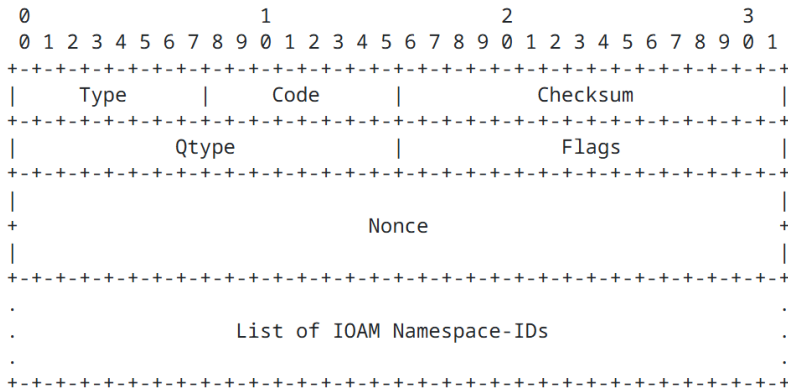 0                   1                   2                   3
 0 1 2 3 4 5 6 7 8 9 0 1 2 3 4 5 6 7 8 9 0 1 2 3 4 5 6 7 8 9 0 1
+-+-+-+-+-+-+-+-+-+-+-+-+-+-+-+-+-+-+-+-+-+-+-+-+-+-+-+-+-+-+-+-+
|     Type      |     Code      |           Checksum            |
+-+-+-+-+-+-+-+-+-+-+-+-+-+-+-+-+-+-+-+-+-+-+-+-+-+-+-+-+-+-+-+-+
|             Qtype             |             Flags             |
+-+-+-+-+-+-+-+-+-+-+-+-+-+-+-+-+-+-+-+-+-+-+-+-+-+-+-+-+-+-+-+-+
|                                                               |
+                             Nonce                             +
|                                                               |
+-+-+-+-+-+-+-+-+-+-+-+-+-+-+-+-+-+-+-+-+-+-+-+-+-+-+-+-+-+-+-+-+
.                                                               .
.                  List of IOAM Namespace-IDs                   .
.                                                               .
+-+-+-+-+-+-+-+-+-+-+-+-+-+-+-+-+-+-+-+-+-+-+-+-+-+-+-+-+-+-+-+-+